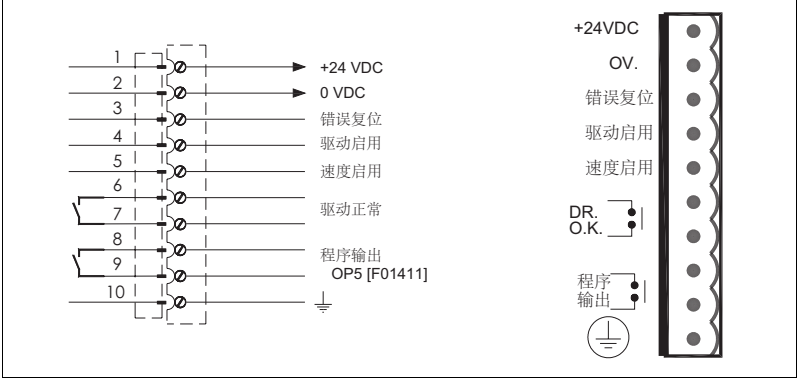 1
+24 VDC
2
0 VDC
3
错误复位
4
驱动启用
5
速度启用
6
7
驱动正常
8
程序输出
9
OP5 [F01411]
10
+24VDC
OV.
错误复位
驱动启用
速度启用
DR.
O.K.
程序
输出